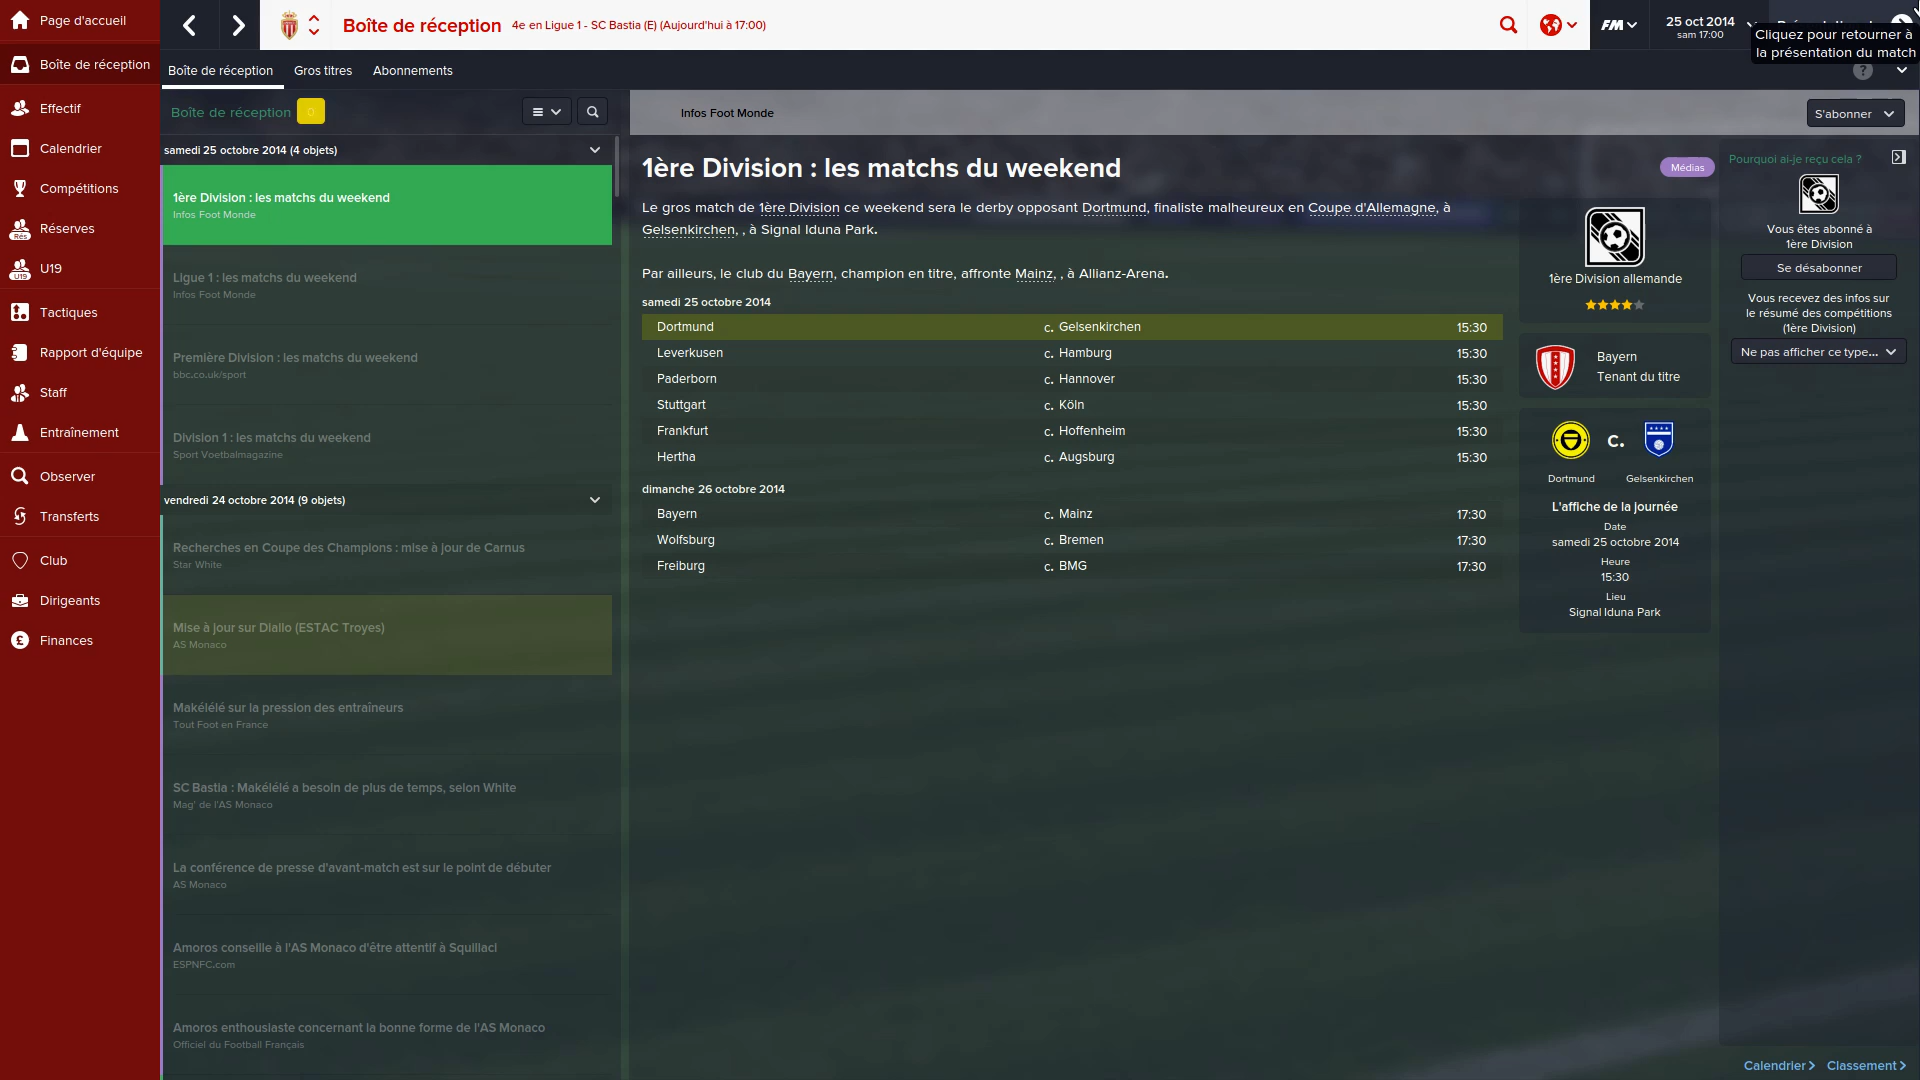 Page d'accueil
Boîte de réception
Effectif
Calendrier
Compétitions
Réserves
U19
Tactiques
Rapport d'équipe
Staff
Entraînement
Observer
Transferts
Club
Dirigeants
Finances
Boîte de réception
4e en Ligue 1 - SC Bastia (E) (Aujourd'hui à 17:00)
FM
25 oct 2014
sam 17:00
Cliquez pour retourner à
la présentation du match
Boîte de réception
Gros titres
Abonnements
Boîte de réception
samedi 25 octobre 2014 (4 objets)
1ère Division : les matchs du weekend
Infos Foot Monde
Ligue 1 : les matchs du weekend
Infos Foot Monde
Première Division : les matchs du weekend
bbc.co.uk/sport
Division 1 : les matchs du weekend
Sport Voetbalmagazine
vendredi 24 octobre 2014 (9 objets)
Recherches en Coupe des Champions : mise à jour de Carnus
Star White
Mise à jour sur Diallo (ESTAC Troyes)
AS Monaco
Makélélé sur la pression des entraîneurs
Tout Foot en France
SC Bastia : Makélélé a besoin de plus de temps, selon White
Mag' de l'AS Monaco
La conférence de presse d'avant-match est sur le point de débuter
AS Monaco
Amoros conseille à l'AS Monaco d'être attentif à Squillaci
ESPNFC.com
Amoros enthousiaste concernant la bonne forme de l'AS Monaco
Officiel du Football Français
Infos Foot Monde
S'abonner
1ère Division : les matchs du weekend
Médias
Le gros match de 1ère Division ce weekend sera le derby opposant Dortmund, finaliste malheureux en Coupe d'Allemagne, à
Gelsenkirchen, , à Signal Iduna Park.
Par ailleurs, le club du Bayern, champion en titre, affronte Mainz, , à Allianz-Arena.
samedi 25 octobre 2014
Dortmund c. Gelsenkirchen 15:30
Leverkusen c. Hamburg 15:30
Paderborn c. Hannover 15:30
Stuttgart c. Köln 15:30
Frankfurt c. Hoffenheim 15:30
Hertha c. Augsburg 15:30
dimanche 26 octobre 2014
Bayern c. Mainz 17:30
Wolfsburg c. Bremen 17:30
Freiburg c. BMG 17:30
1ère Division allemande
Bayern
Tenant du titre
c.
Dortmund Gelsenkirchen
L'affiche de la journée
Date
samedi 25 octobre 2014
Heure
15:30
Lieu
Signal Iduna Park
Pourquoi ai-je reçu cela ?
Vous êtes abonné à
1ère Division
Se désabonner
Vous recevez des infos sur
le résumé des compétitions
(1ère Division)
Ne pas afficher ce type...
Calendrier
Classement